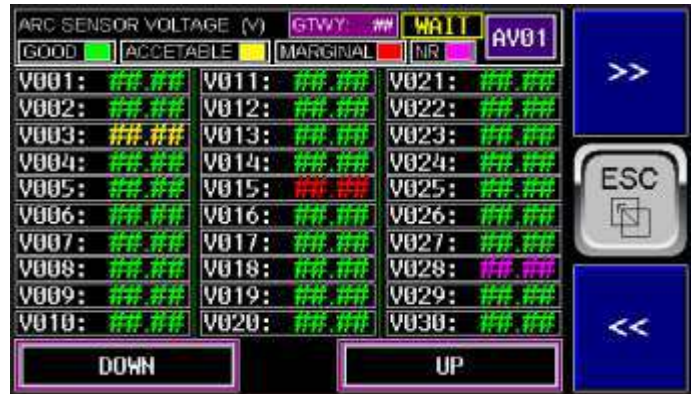 ARC SENSOR VOLTAGE (V) GTWY: ## WAIT AV01
GOOD ACCETABLE MARGINAL NR
V001: ##.## V011: ##.## V021: ##.##
V002: ##.## V012: ##.## V022: ##.##
V003: ##.## V013: ##.## V023: ##.##
V004: ##.## V014: ##.## V024: ##.##
V005: ##.## V015: ##.## V025: ##.##
V006: ##.## V016: ##.## V026: ##.##
V007: ##.## V017: ##.## V027: ##.##
V008: ##.## V018: ##.## V028: ##.##
V009: ##.## V019: ##.## V029: ##.##
V010: ##.## V020: ##.## V030: ##.##
DOWN UP
>>
ESC
<<